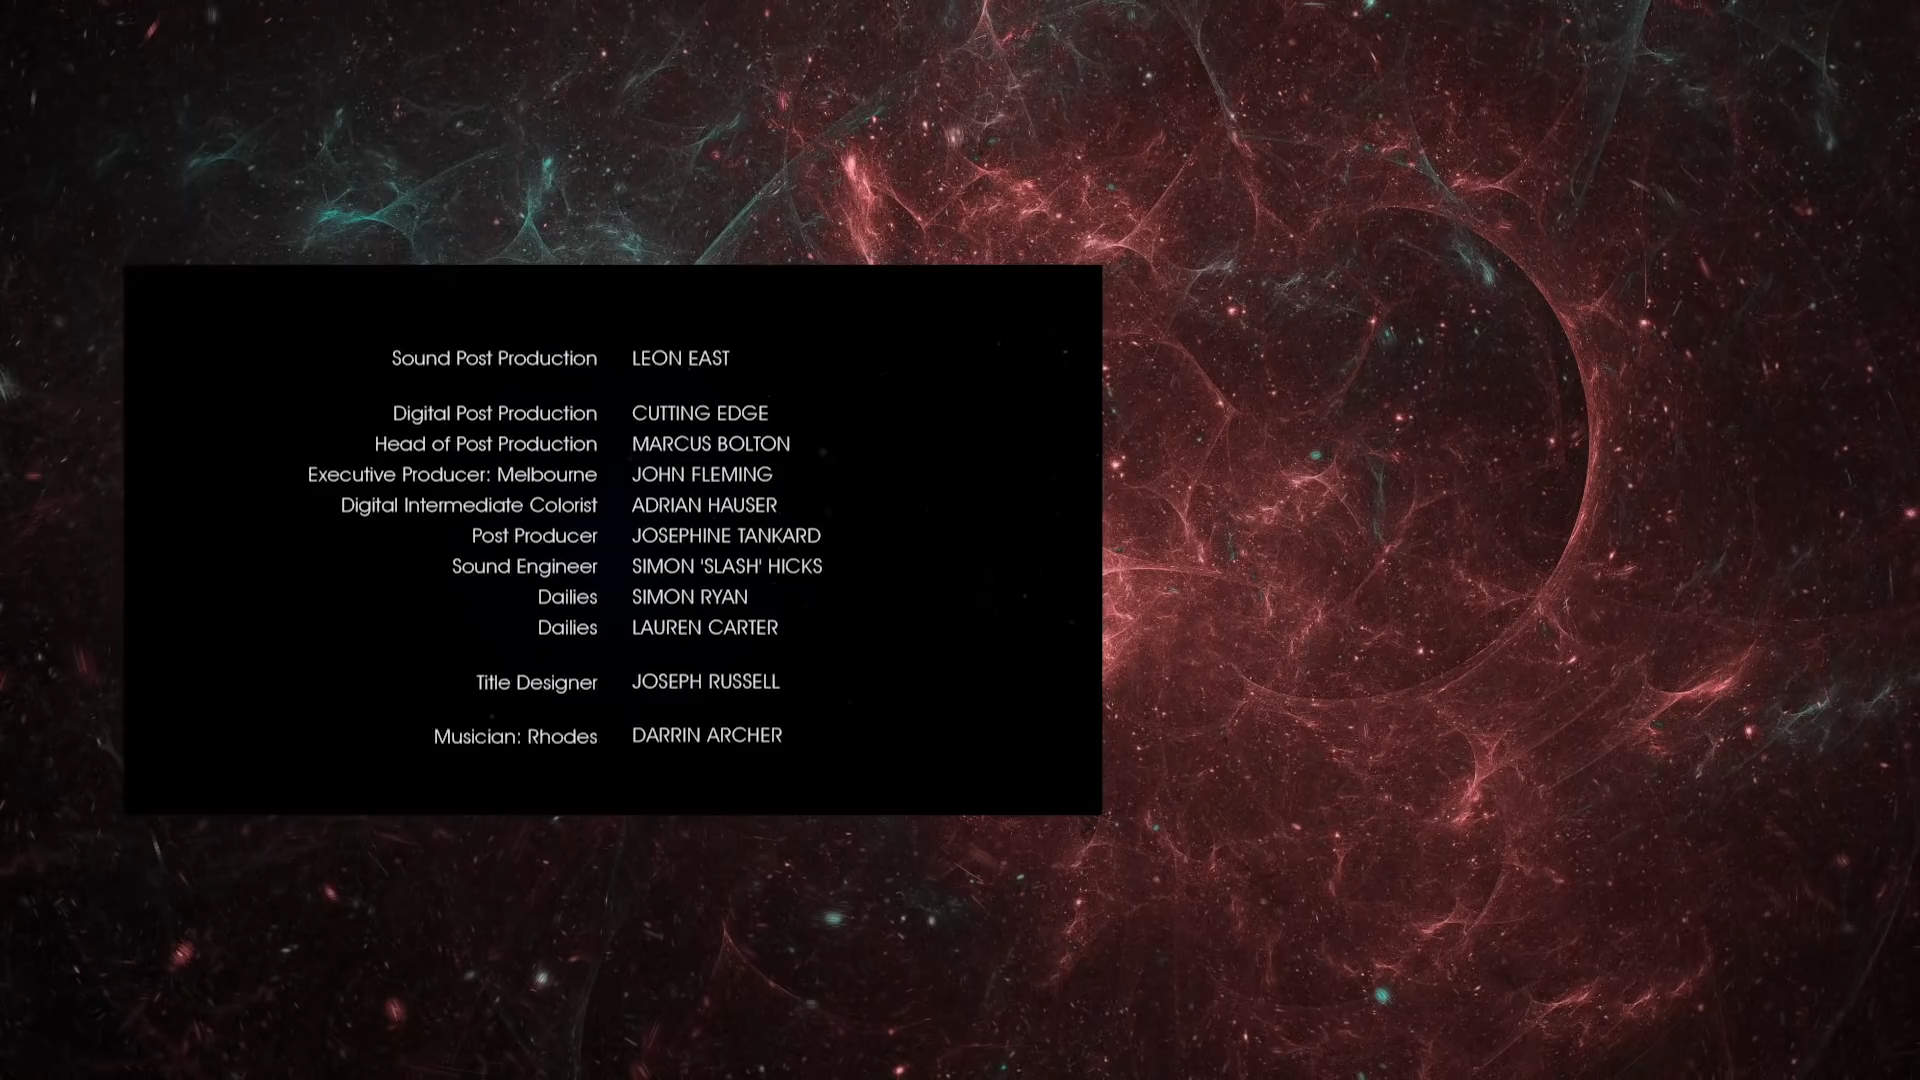 Sound Post Production LEON EAST
Digital Post Production CUTTING EDGE
Head of Post Production MARCUS BOLTON
Executive Producer: Melbourne JOHN FLEMING
Digital Intermediate Colorist ADRIAN HAUSER
Post Producer JOSEPHINE TANKARD
Sound Engineer SIMON 'SLASH' HICKS
Dailies SIMON RYAN
Dailies LAUREN CARTER
Title Designer JOSEPH RUSSELL
Musician: Rhodes DARRIN ARCHER